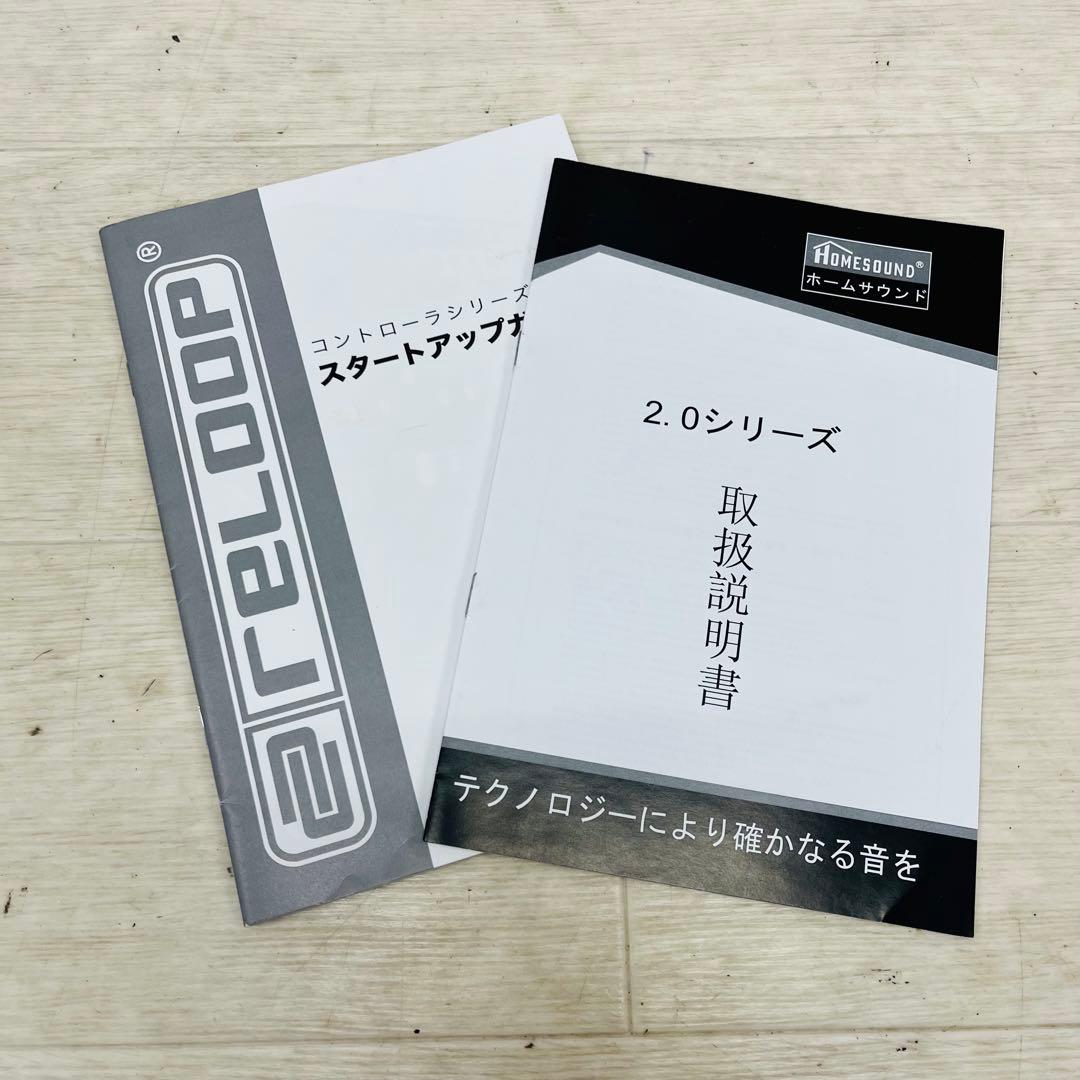 reloop®
コントローラシリーズ
スタートアップガ
HOMESOUND®
ホームサウンド
2.0シリーズ
取扱説明書
テクノロジーにより確かなる音を